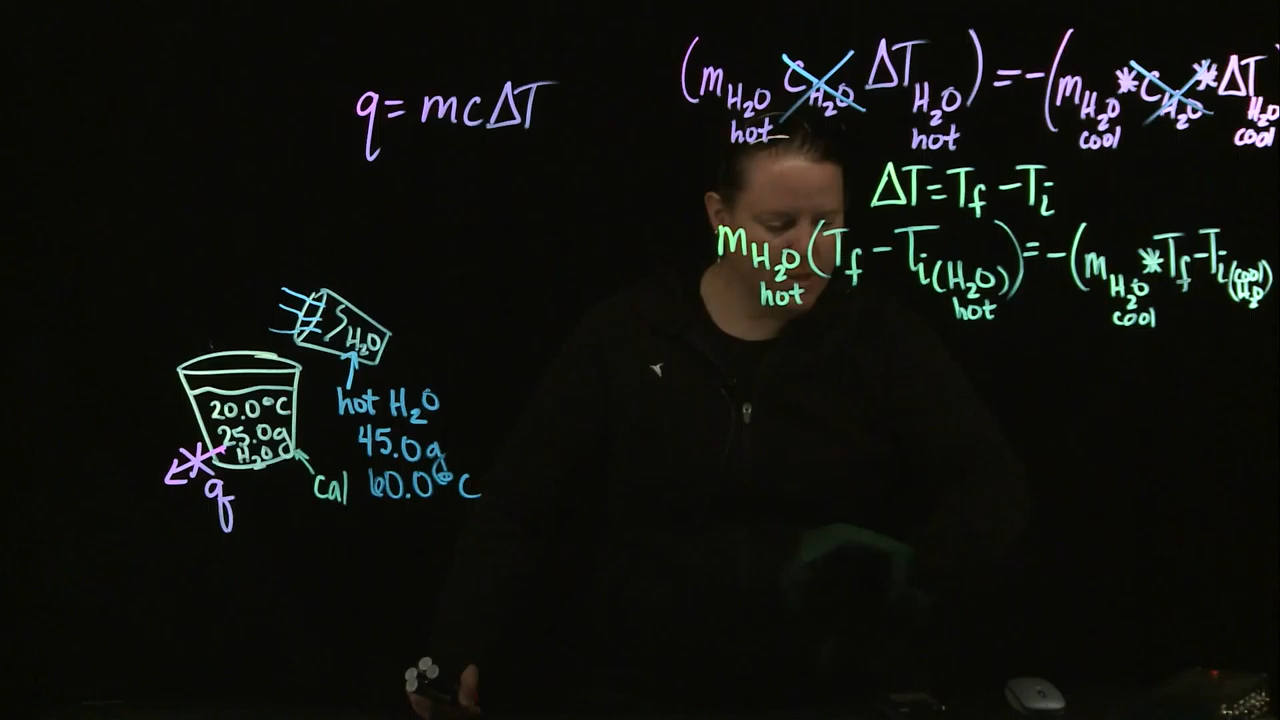 q = mcΔT
(m H₂O hot c H₂O ΔT H₂O hot) = -(m H₂O cool * c H₂O * ΔT H₂O cool
ΔT = Tf - Ti
m H₂O hot (Tf - Ti (H₂O) hot) = -(m H₂O cool * Tf - Ti (cool H₂O)
H₂O
hot H₂O
45.0g
60.0°C
20.0°C
25.0g
H₂O
cal
q